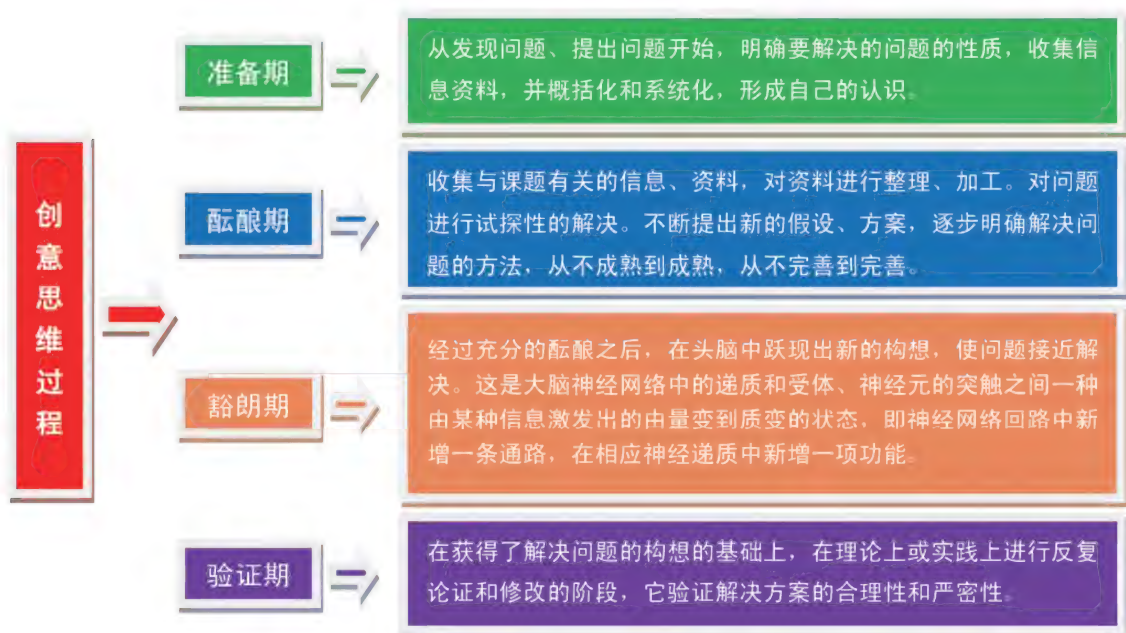 创意思维过程
准备期
从发现问题、提出问题开始，明确要解决的问题的性质，收集信
息资料，并概括化和系统化，形成自己的认识。
酝酿期
收集与课题有关的信息、资料，对资料进行整理、加工。对问题
进行试探性的解决。不断提出新的假设、方案，逐步明确解决问
题的方法，从不成熟到成熟，从不完善到完善。
豁朗期
经过充分的酝酿之后，在头脑中跃现出新的构想，使问题接近解
决。这是大脑神经网络中的递质和受体、神经元的突触之间一种
由某种信息激发出的由量变到质变的状态，即神经网络回路中新
增一条通路，在相应神经递质中新增一项功能。
验证期
在获得了解决问题的构想的基础上，在理论上或实践上进行反复
论证和修改的阶段，它验证解决方案的合理性和严密性。